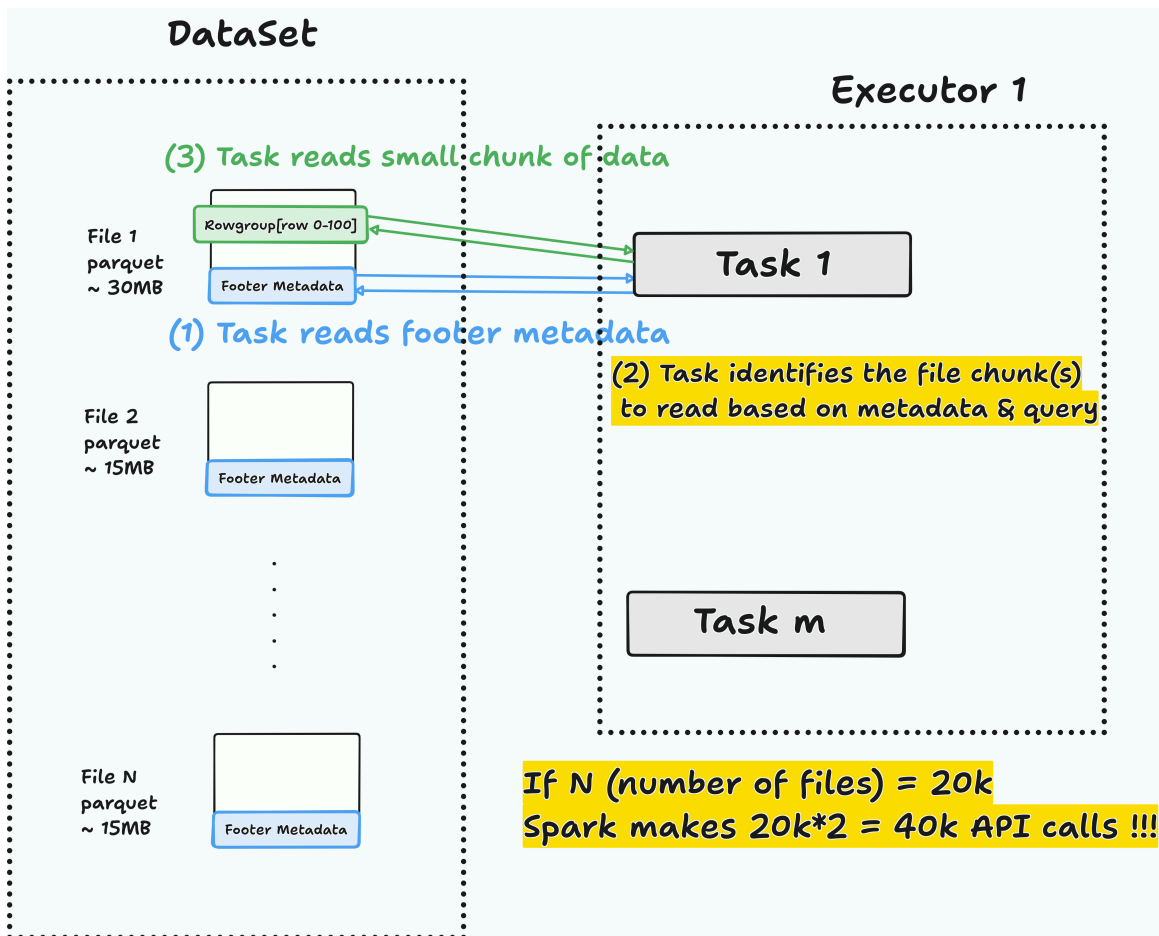 DataSet
Executor 1
(3) Task reads small chunk of data
Rowgroup[row 0-100]
File 1
parquet
~ 30MB
Footer Metadata
Task 1
(1) Task reads footer metadata
(2) Task identifies the file chunk(s)
to read based on metadata & query
File 2
parquet
~ 15MB
Footer Metadata
Task m
File N
parquet
~ 15MB
Footer Metadata
If N (number of files) = 20k
Spark makes 20k*2 = 40k API calls !!!